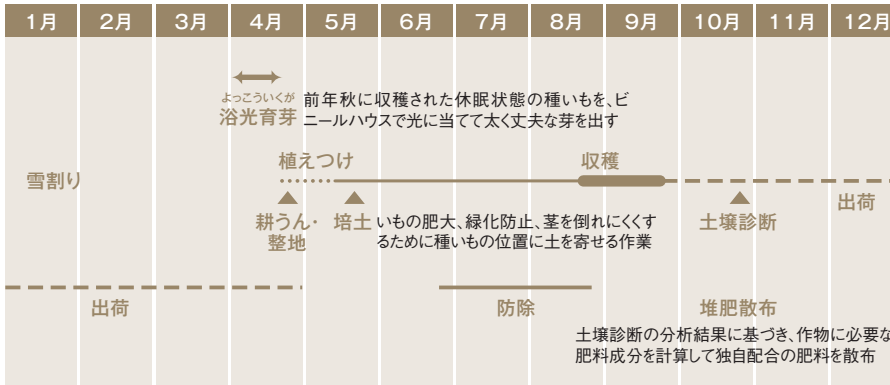 1月 2月 3月 4月 5月 6月 7月 8月 9月 10月 11月 12月
よっこういくが
浴光育芽
前年秋に収穫された休眠状態の種いもを、ビ
ニールハウスで光に当てて太く丈夫な芽を出す
植えつけ
収穫
雪割り
出荷
耕うん・
整地
培土
いもの肥大、緑化防止、茎を倒れにくくす
るために種いもの位置に土を寄せる作業
土壌診断
出荷
防除
堆肥散布
土壌診断の分析結果に基づき、作物に必要な
肥料成分を計算して独自配合の肥料を散布